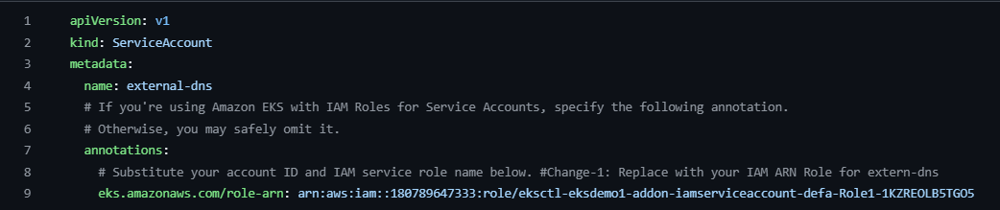 1 apiVersion: v1
2 kind: ServiceAccount
3 metadata:
4 name: external-dns
5 # If you're using Amazon EKS with IAM Roles for Service Accounts, specify the following annotation.
6 # Otherwise, you may safely omit it.
7 annotations:
8 # Substitute your account ID and IAM service role name below. #Change-1: Replace with your IAM ARN Role for extern-dns
9 eks.amazonaws.com/role-arn: arn:aws:iam::180789647333:role/eksctl-eksdemo1-addon-iamserviceaccount-defa-Role1-1KZREOLB5TGO5